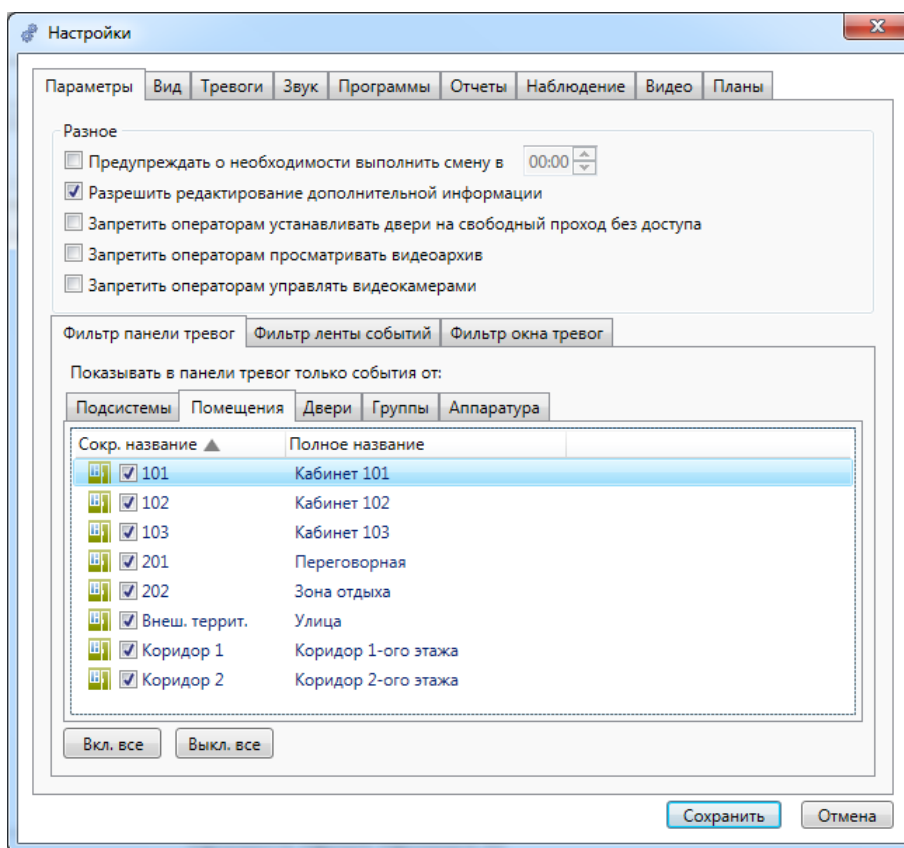 Настройки
Параметры Вид Тревоги Звук Программы Отчеты Наблюдение Видео Планы
Разное
Предупреждать о необходимости выполнить смену в 00:00
Разрешить редактирование дополнительной информации
Запретить операторам устанавливать двери на свободный проход без доступа
Запретить операторам просматривать видеоархив
Запретить операторам управлять видеокамерами
Фильтр панели тревог Фильтр ленты событий Фильтр окна тревог
Показывать в панели тревог только события от:
Подсистемы Помещения Двери Группы Аппаратура
Сокр. название Полное название
101 Кабинет 101
102 Кабинет 102
103 Кабинет 103
201 Переговорная
202 Зона отдыха
Внеш. террит. Улица
Коридор 1 Коридор 1-ого этажа
Коридор 2 Коридор 2-ого этажа
Вкл. все Выкл. все
Сохранить Отмена